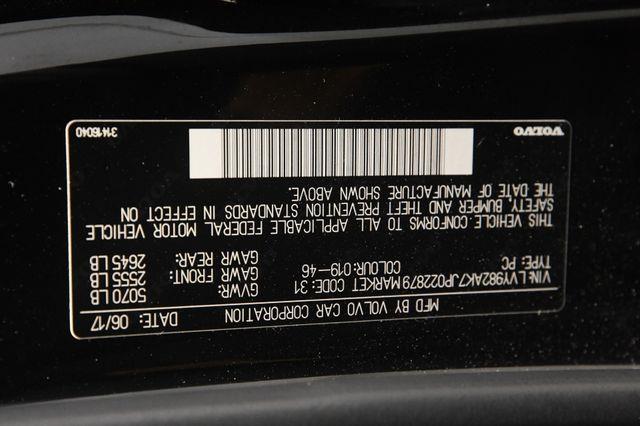 MFD BY VOLVO CAR CORPORATION
DATE: 06/17
VIN: LVY982AK7JP022879 MARKET CODE: 31
TYPE: PC
COLOUR: 019-46
GVWR: 5070 LB
GAWR FRONT: 2555 LB
GAWR REAR: 2645 LB
THIS VEHICLE CONFORMS TO ALL APPLICABLE FEDERAL MOTOR VEHICLE
SAFETY, BUMPER AND THEFT PREVENTION STANDARDS IN EFFECT ON
THE DATE OF MANUFACTURE SHOWN ABOVE.
VOLVO
31416040